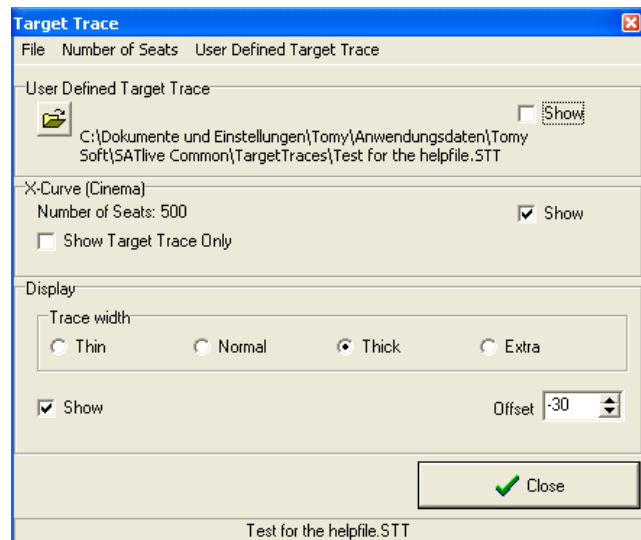 Target Trace
File Number of Seats User Defined Target Trace
User Defined Target Trace
Show
C:\Dokumente und Einstellungen\Tomy\Anwendungsdaten\Tomy
Soft\SATlive Common\TargetTraces\Test for the helpfile.STT
X-Curve (Cinema)
Number of Seats: 500
Show
Show Target Trace Only
Display
Trace width
Thin Normal Thick Extra
Show Offset -30
Close
Test for the helpfile.STT